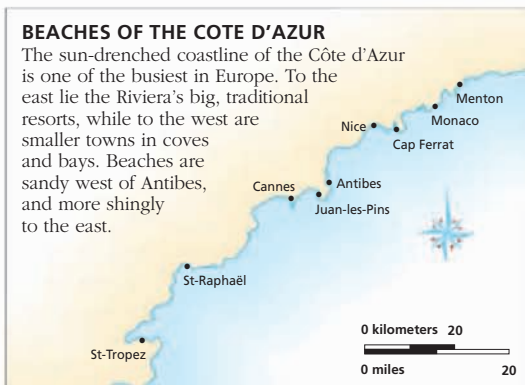 BEACHES OF THE COTE D'AZUR
The sun-drenched coastline of the Côte d'Azur
is one of the busiest in Europe. To the
east lie the Riviera's big, traditional
resorts, while to the west are
smaller towns in coves
and bays. Beaches are
sandy west of Antibes,
and more shingly
to the east.
Menton
Monaco
Nice
Cap Ferrat
Antibes
Cannes
Juan-les-Pins
St-Raphaël
St-Tropez
0 kilometers 20
0 miles 20